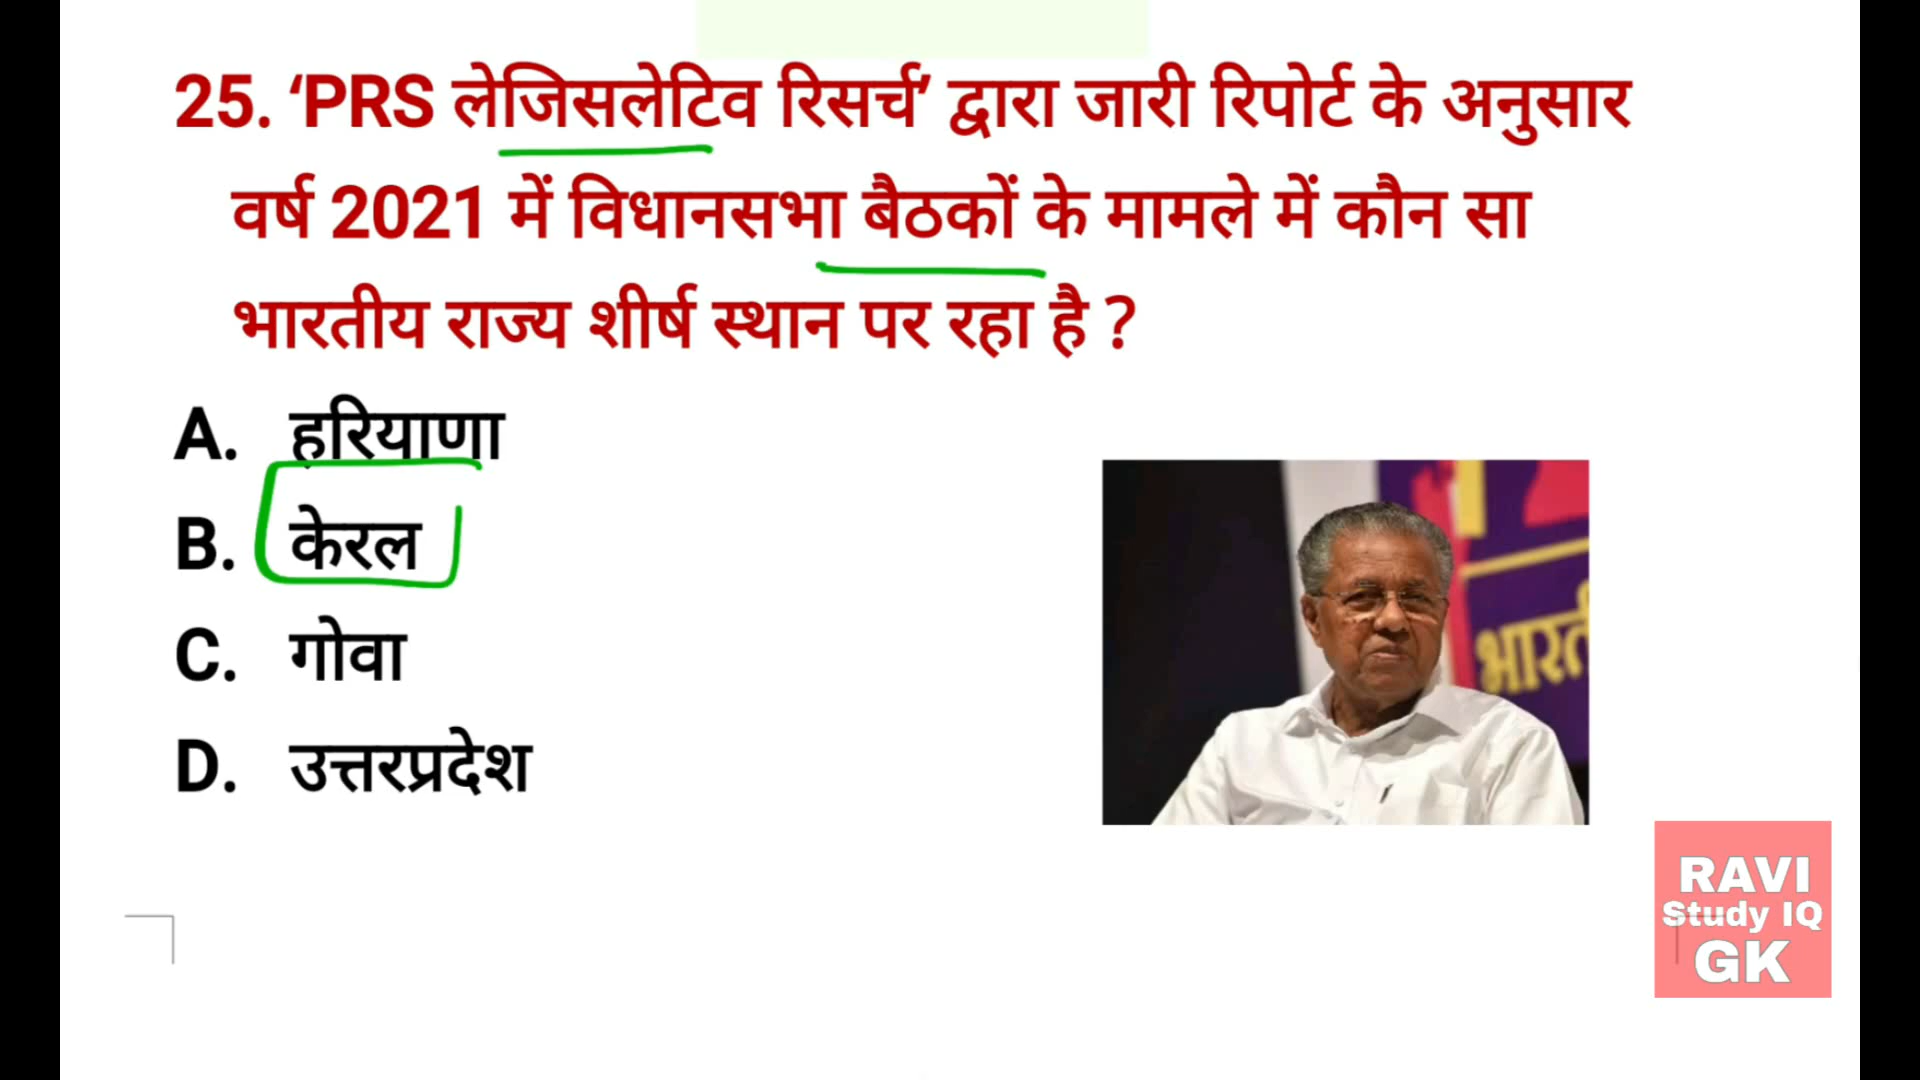 25. ‘PRS लेजिसलेटिव रिसर्च’ द्वारा जारी रिपोर्ट के अनुसार
वर्ष 2021 में विधानसभा बैठकों के मामले में कौन सा
भारतीय राज्य शीर्ष स्थान पर रहा है ?
A. हरियाणा
B. केरल
C. गोवा
D. उत्तरप्रदेश
RAVI
Study IQ
GK